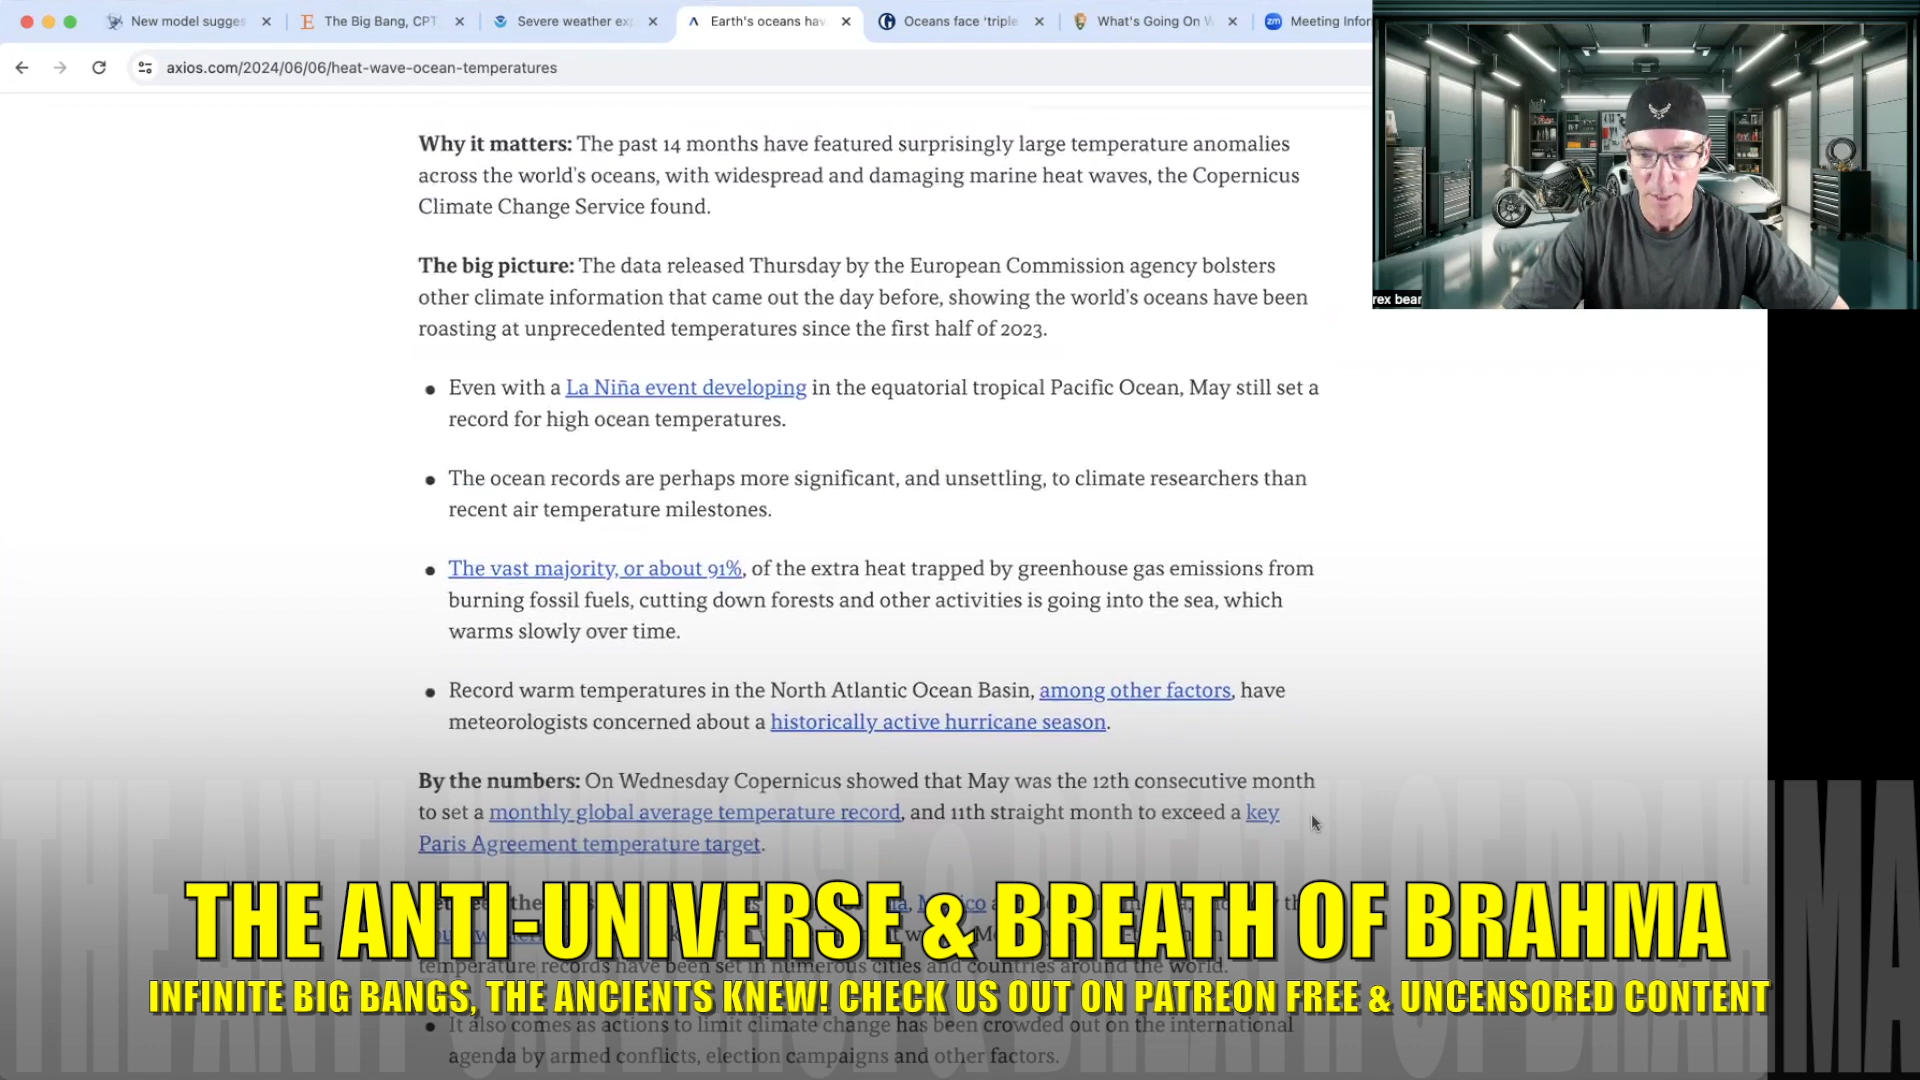 New model sugges
The Big Bang, CPT
Severe weather exp
Earth's oceans hav
Oceans face 'triple
What's Going On W
zm
Meeting Infor
axios.com/2024/06/06/heat-wave-ocean-temperatures
rex bear
Why it matters: The past 14 months have featured surprisingly large temperature anomalies
across the world's oceans, with widespread and damaging marine heat waves, the Copernicus
Climate Change Service found.
The big picture: The data released Thursday by the European Commission agency bolsters
other climate information that came out the day before, showing the world's oceans have been
roasting at unprecedented temperatures since the first half of 2023.
• Even with a La Niña event developing in the equatorial tropical Pacific Ocean, May still set a
record for high ocean temperatures.
• The ocean records are perhaps more significant, and unsettling, to climate researchers than
recent air temperature milestones.
• The vast majority, or about 91%, of the extra heat trapped by greenhouse gas emissions from
burning fossil fuels, cutting down forests and other activities is going into the sea, which
warms slowly over time.
• Record warm temperatures in the North Atlantic Ocean Basin, among other factors, have
meteorologists concerned about a historically active hurricane season.
By the numbers: On Wednesday Copernicus showed that May was the 12th consecutive month
to set a monthly global average temperature record, and 11th straight month to exceed a key
Paris Agreement temperature target.
THE ANTI-UNIVERSE & BREATH OF BRAHMA
temperature records have been set in numerous cities and countries around the world.
INFINITE BIG BANGS, THE ANCIENTS KNEW! CHECK US OUT ON PATREON FREE & UNCENSORED CONTENT
• It also comes as actions to limit climate change has been crowded out on the international
agenda by armed conflicts, election campaigns and other factors.